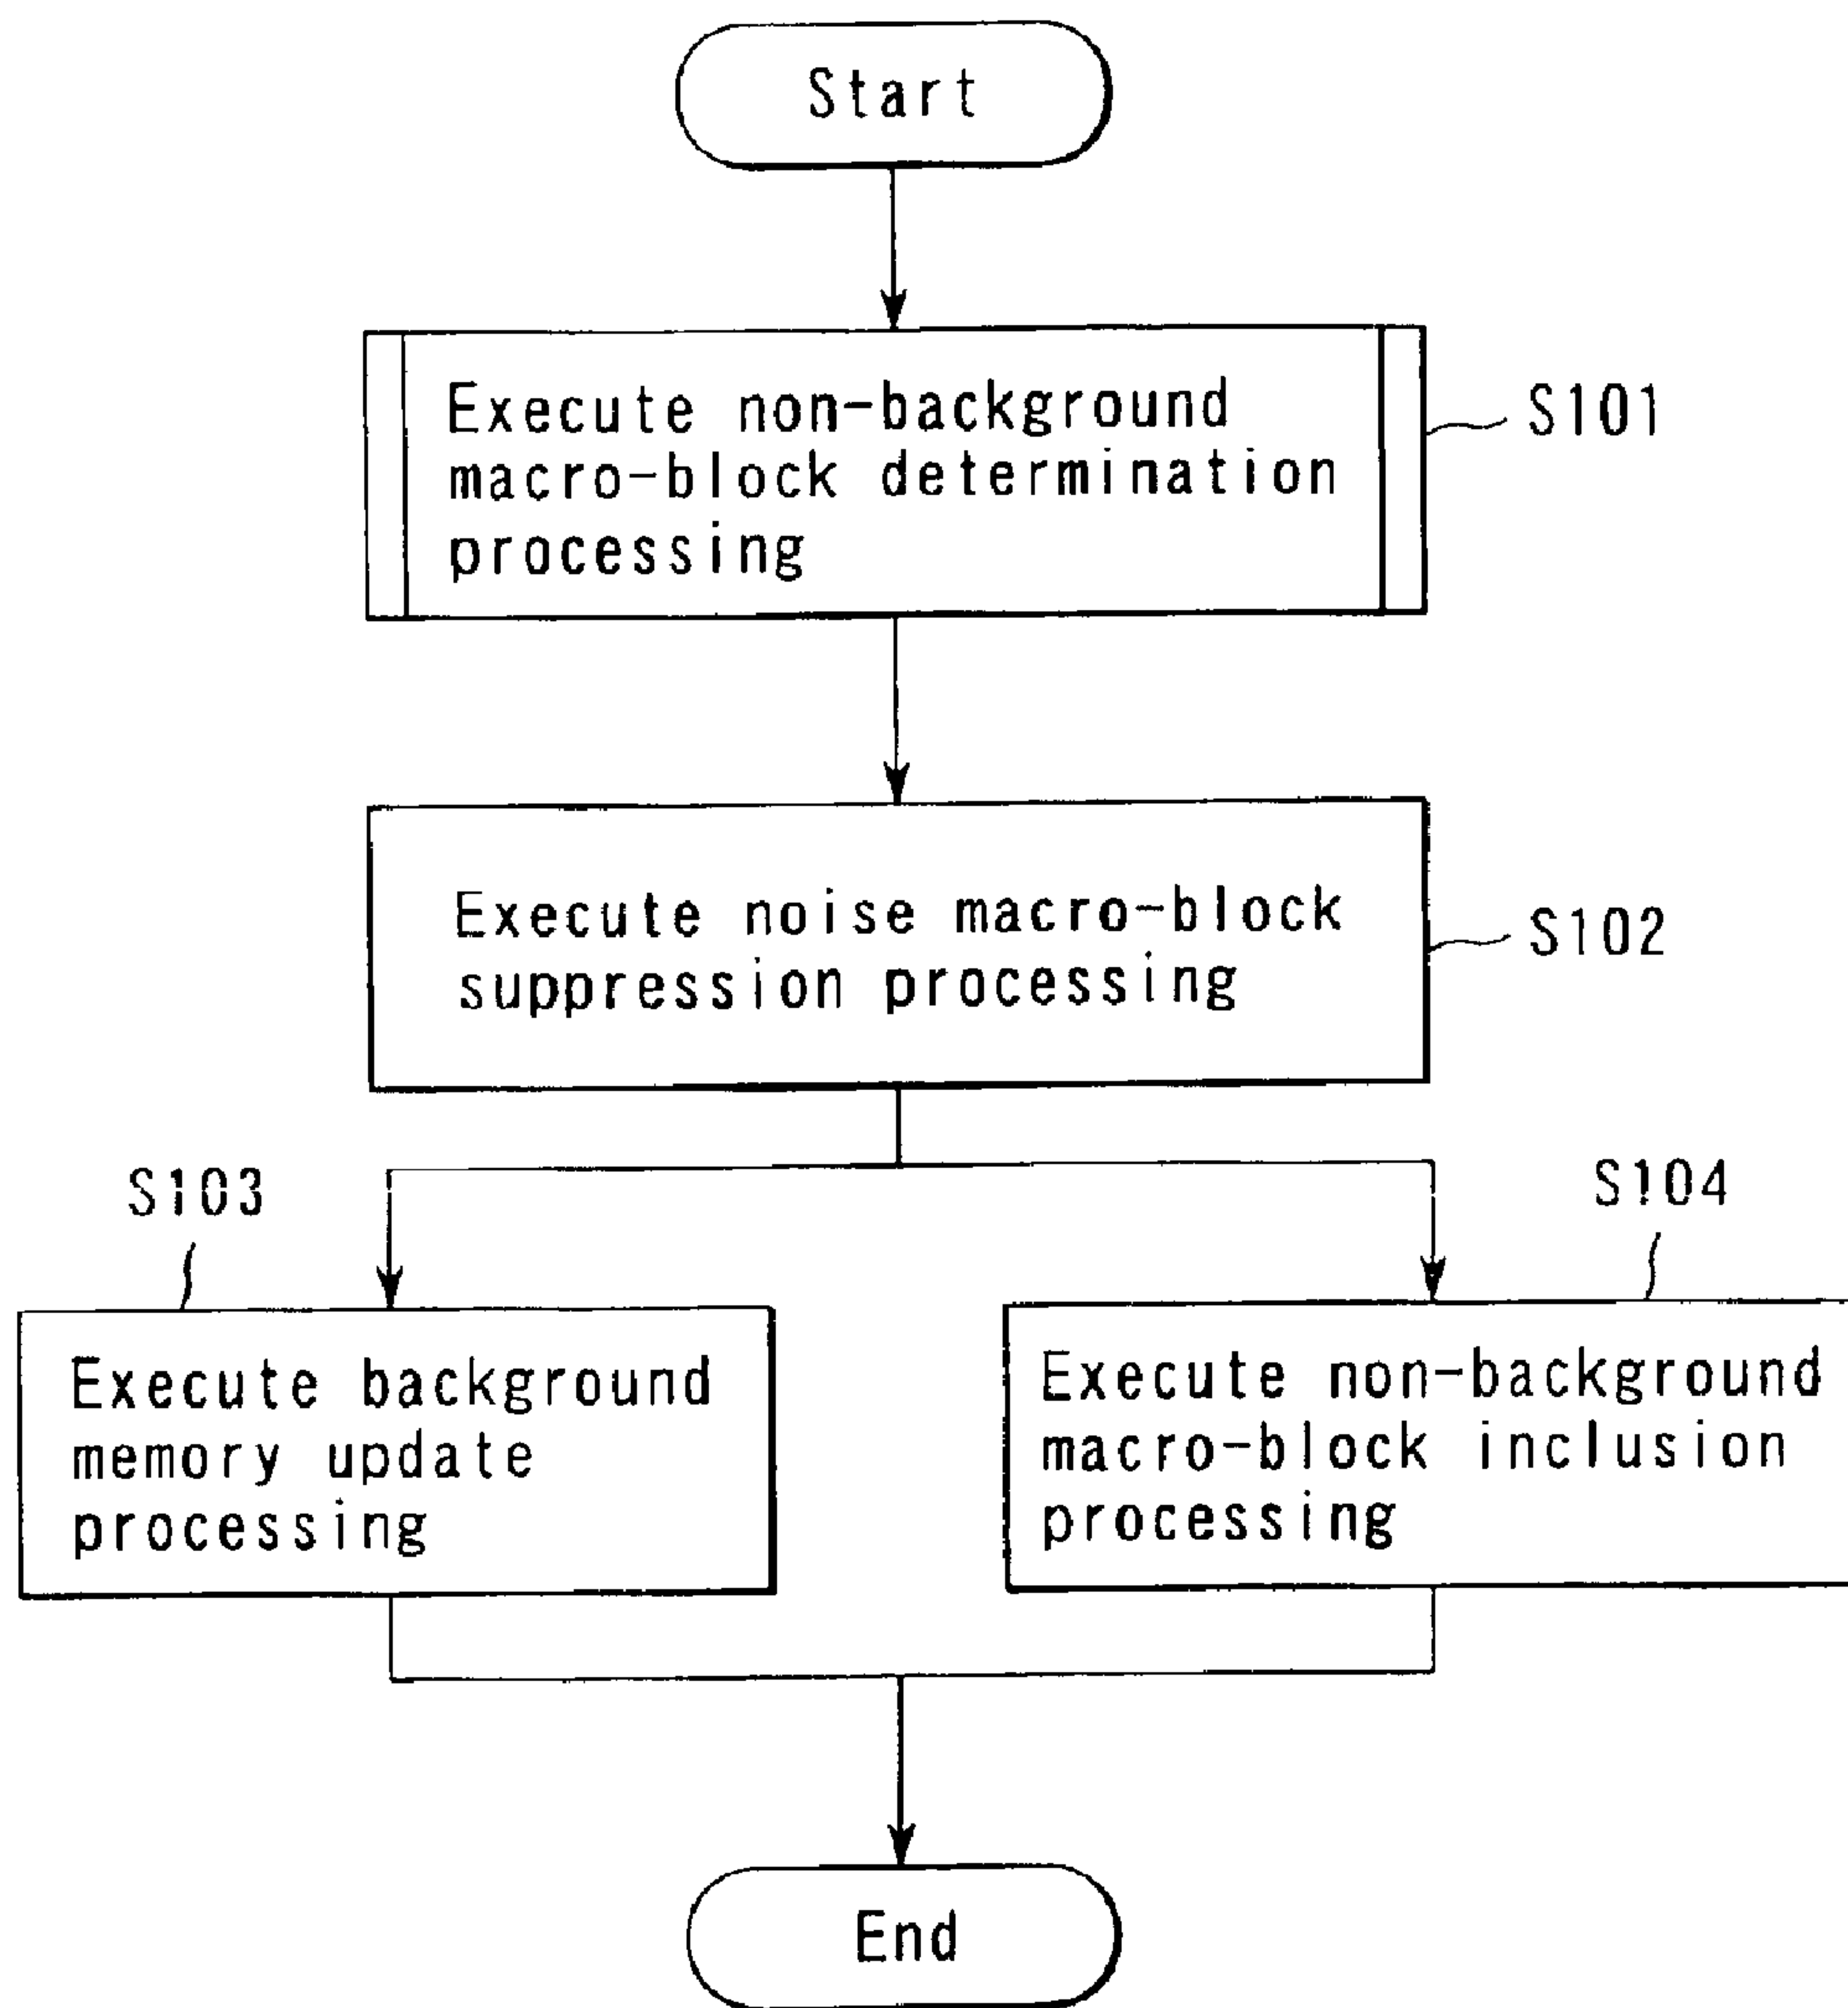 Start
Execute non-background
macro-block determination
processing
S101
Execute noise macro-block
suppression processing
S102
S103
S104
Execute background
memory update
processing
Execute non-background
macro-block inclusion
processing
End